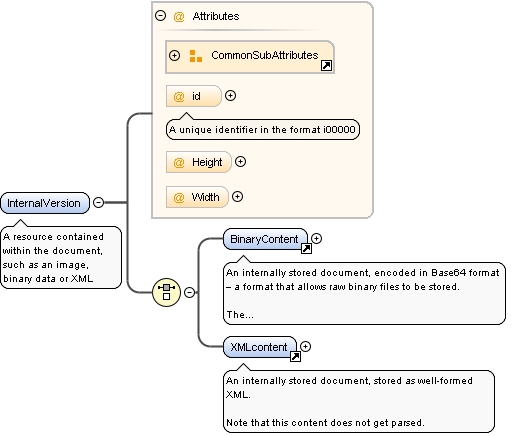 Attributes
CommonSubAttributes
id
A unique identifier in the format i00000
Height
Width
InternalVersion
A resource contained
within the document,
such as an image,
binary data or XML
BinaryContent
An internally stored document, encoded in Base64 format
– a format that allows raw binary files to be stored.
The...
XMLcontent
An internally stored document, stored as well-formed
XML.
Note that this content does not get parsed.